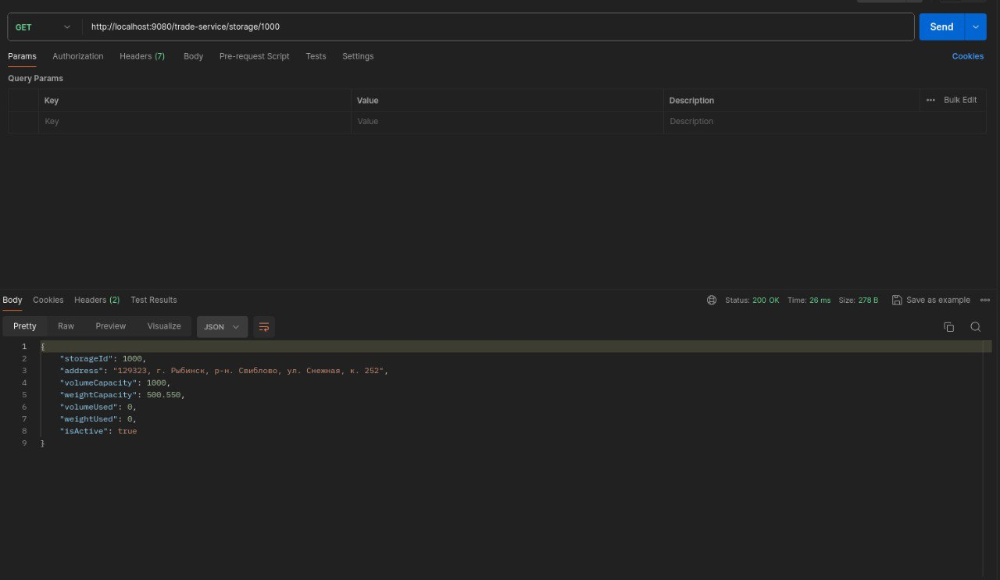 GET http://localhost:9080/trade-service/storage/1000 Send
Params Authorization Headers (7) Body Pre-request Script Tests Settings Cookies
Query Params
Key Value Description ••• Bulk Edit
Key Value Description
Body Cookies Headers (2) Test Results Status: 200 OK Time: 26 ms Size: 278 B Save as example •••
Pretty Raw Preview Visualize JSON
1 {
2 "storageId": 1000,
3 "address": "129323, г. Рыбинск, р-н. Свиблово, ул. Снежная, к. 252",
4 "volumeCapacity": 1000,
5 "weightCapacity": 500.550,
6 "volumeUsed": 0,
7 "weightUsed": 0,
8 "isActive": true
9 }